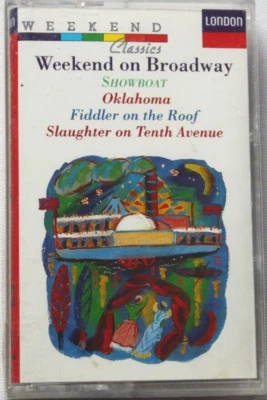 WEEKEND
LONDON
Classics
Weekend on Broadway
SHOWBOAT
Oklahoma
Fiddler on the Roof
Slaughter on Tenth Avenue